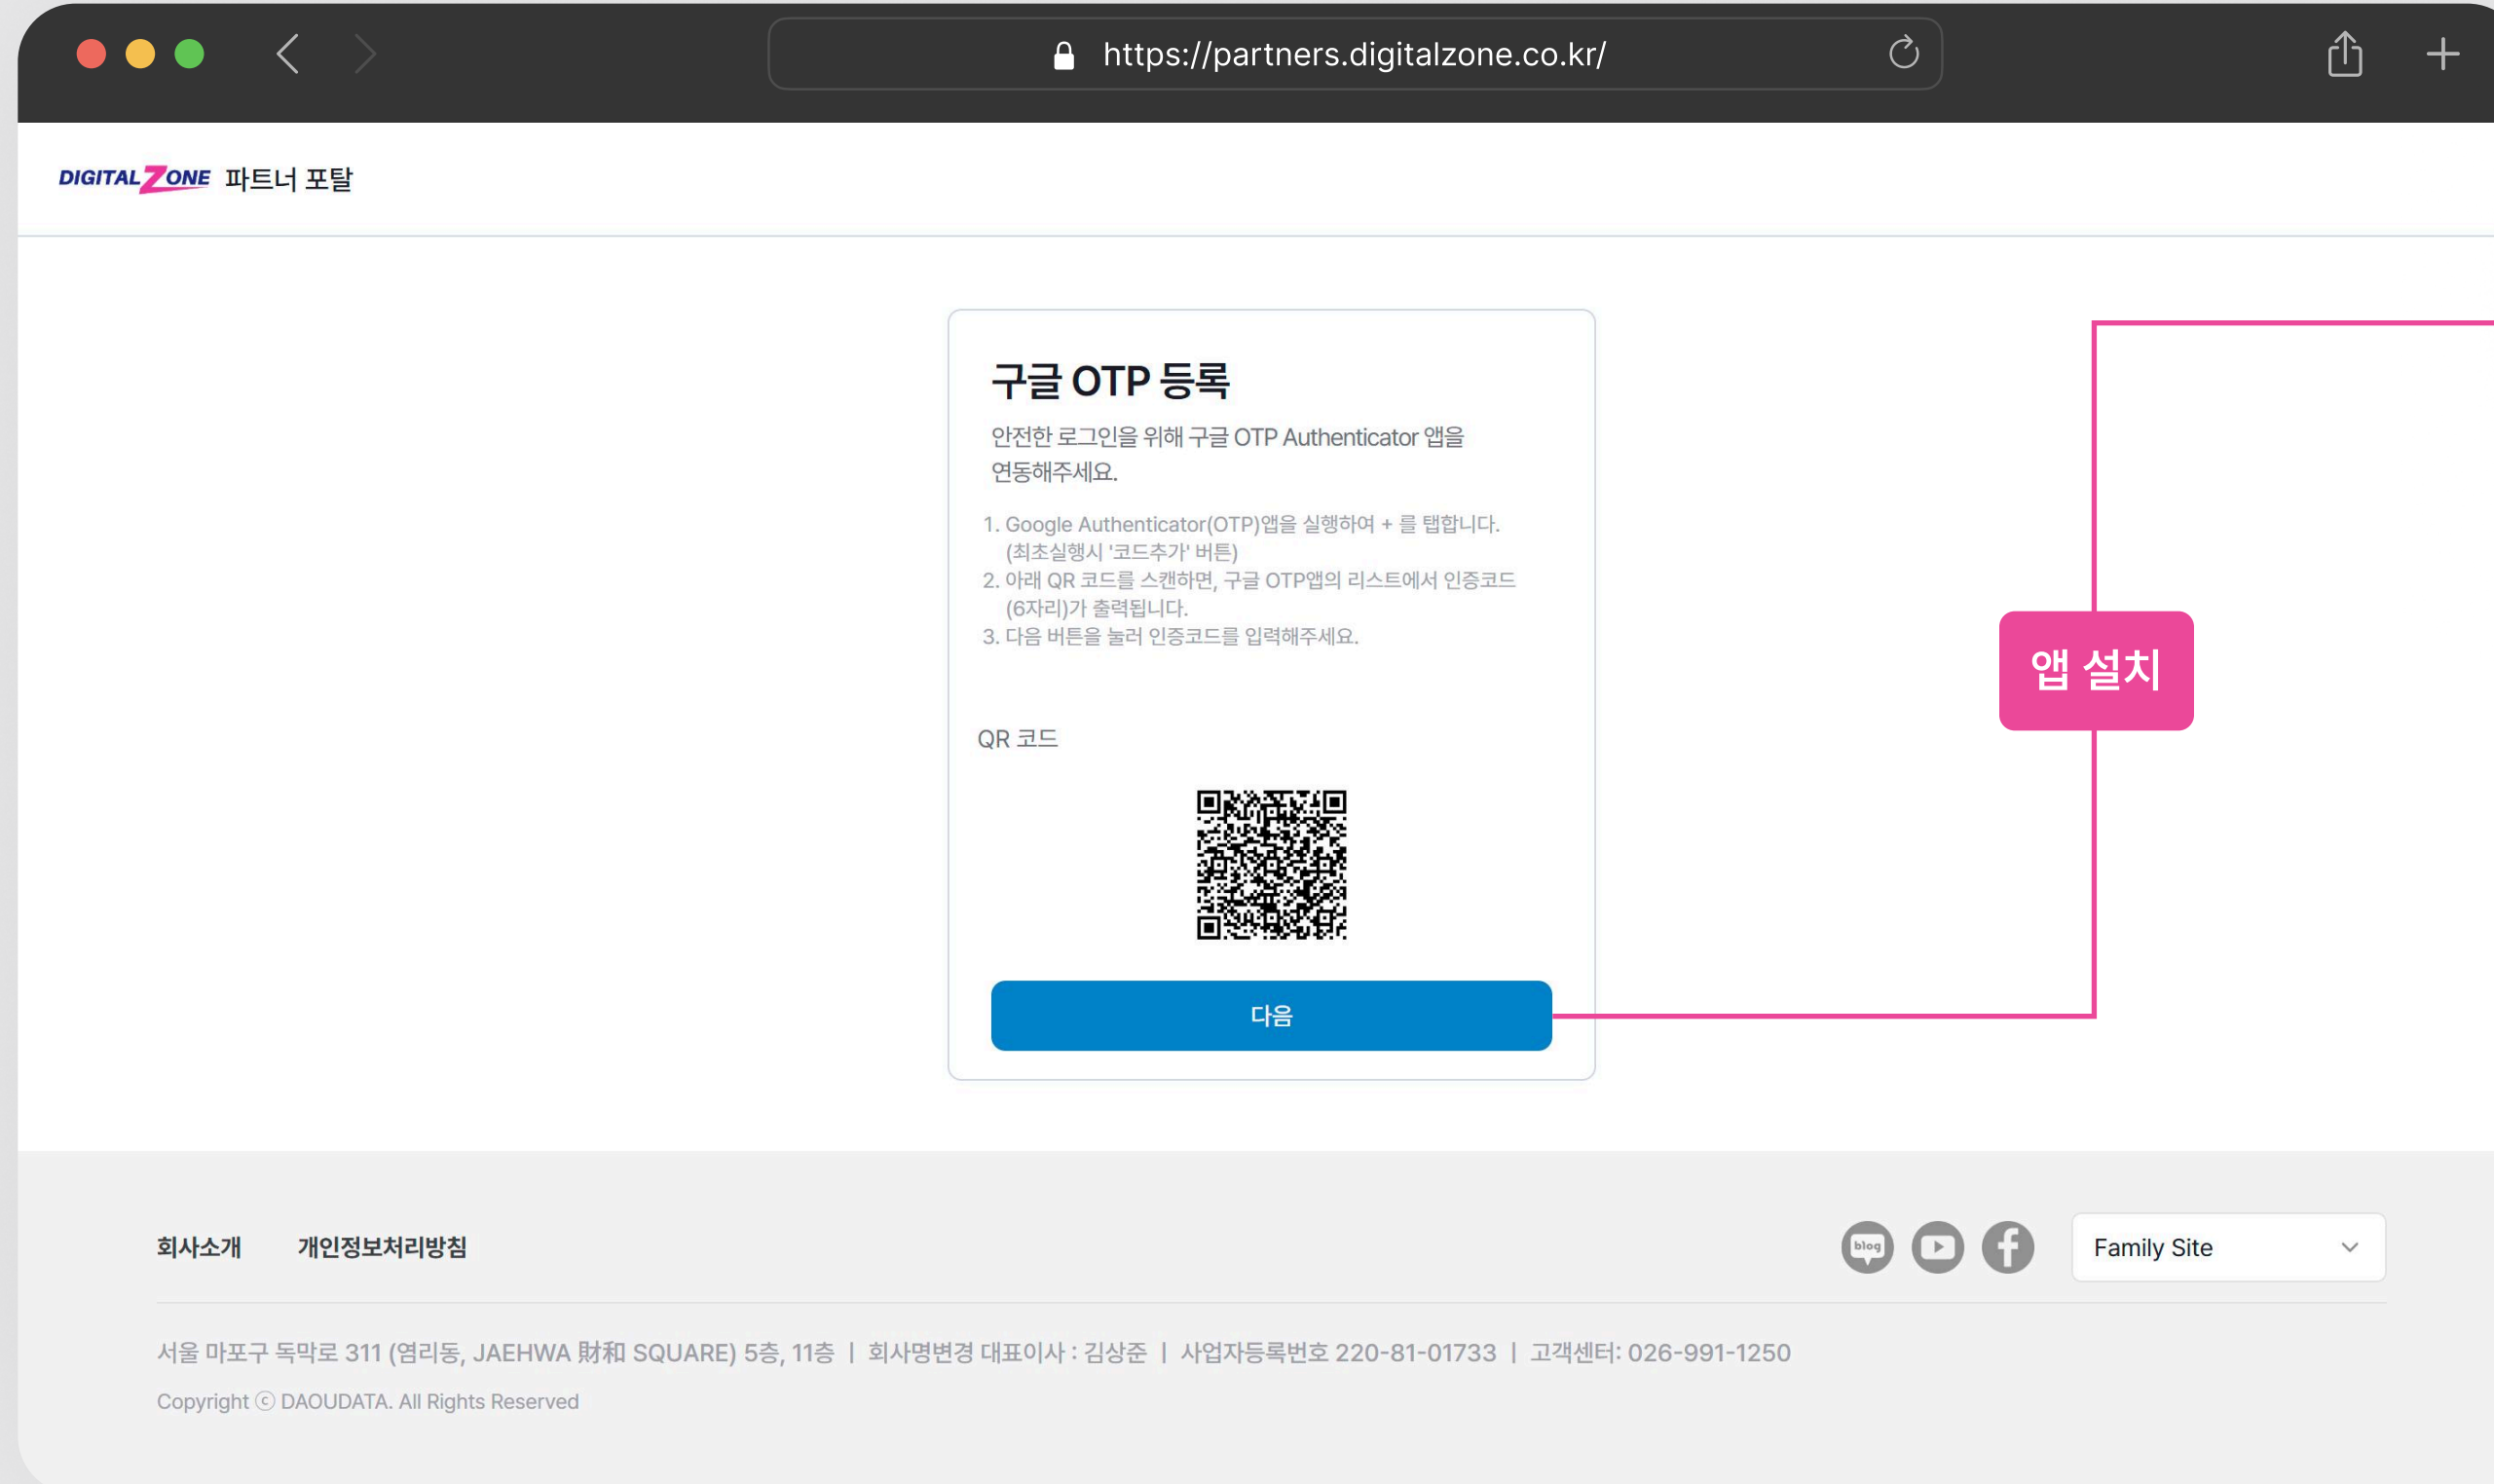 https://partners.digitalzone.co.kr/
DIGITALZONE 파트너 포탈
구글 OTP 등록
안전한 로그인을 위해 구글 OTP Authenticator 앱을
연동해주세요.
1. Google Authenticator(OTP)앱을 실행하여 + 를 탭합니다.
(최초실행시 '코드추가' 버튼)
2. 아래 QR 코드를 스캔하면, 구글 OTP앱의 리스트에서 인증코드
(6자리)가 출력됩니다.
3. 다음 버튼을 눌러 인증코드를 입력해주세요.
앱 설치
QR 코드
다음
회사소개 개인정보처리방침
blog
Family Site
서울 마포구 독막로 311 (염리동, JAEHWA 財和 SQUARE) 5층, 11층 | 회사명변경 대표이사 : 김상준 | 사업자등록번호 220-81-01733 | 고객센터: 026-991-1250
Copyright ⓒ DAOUDATA. All Rights Reserved